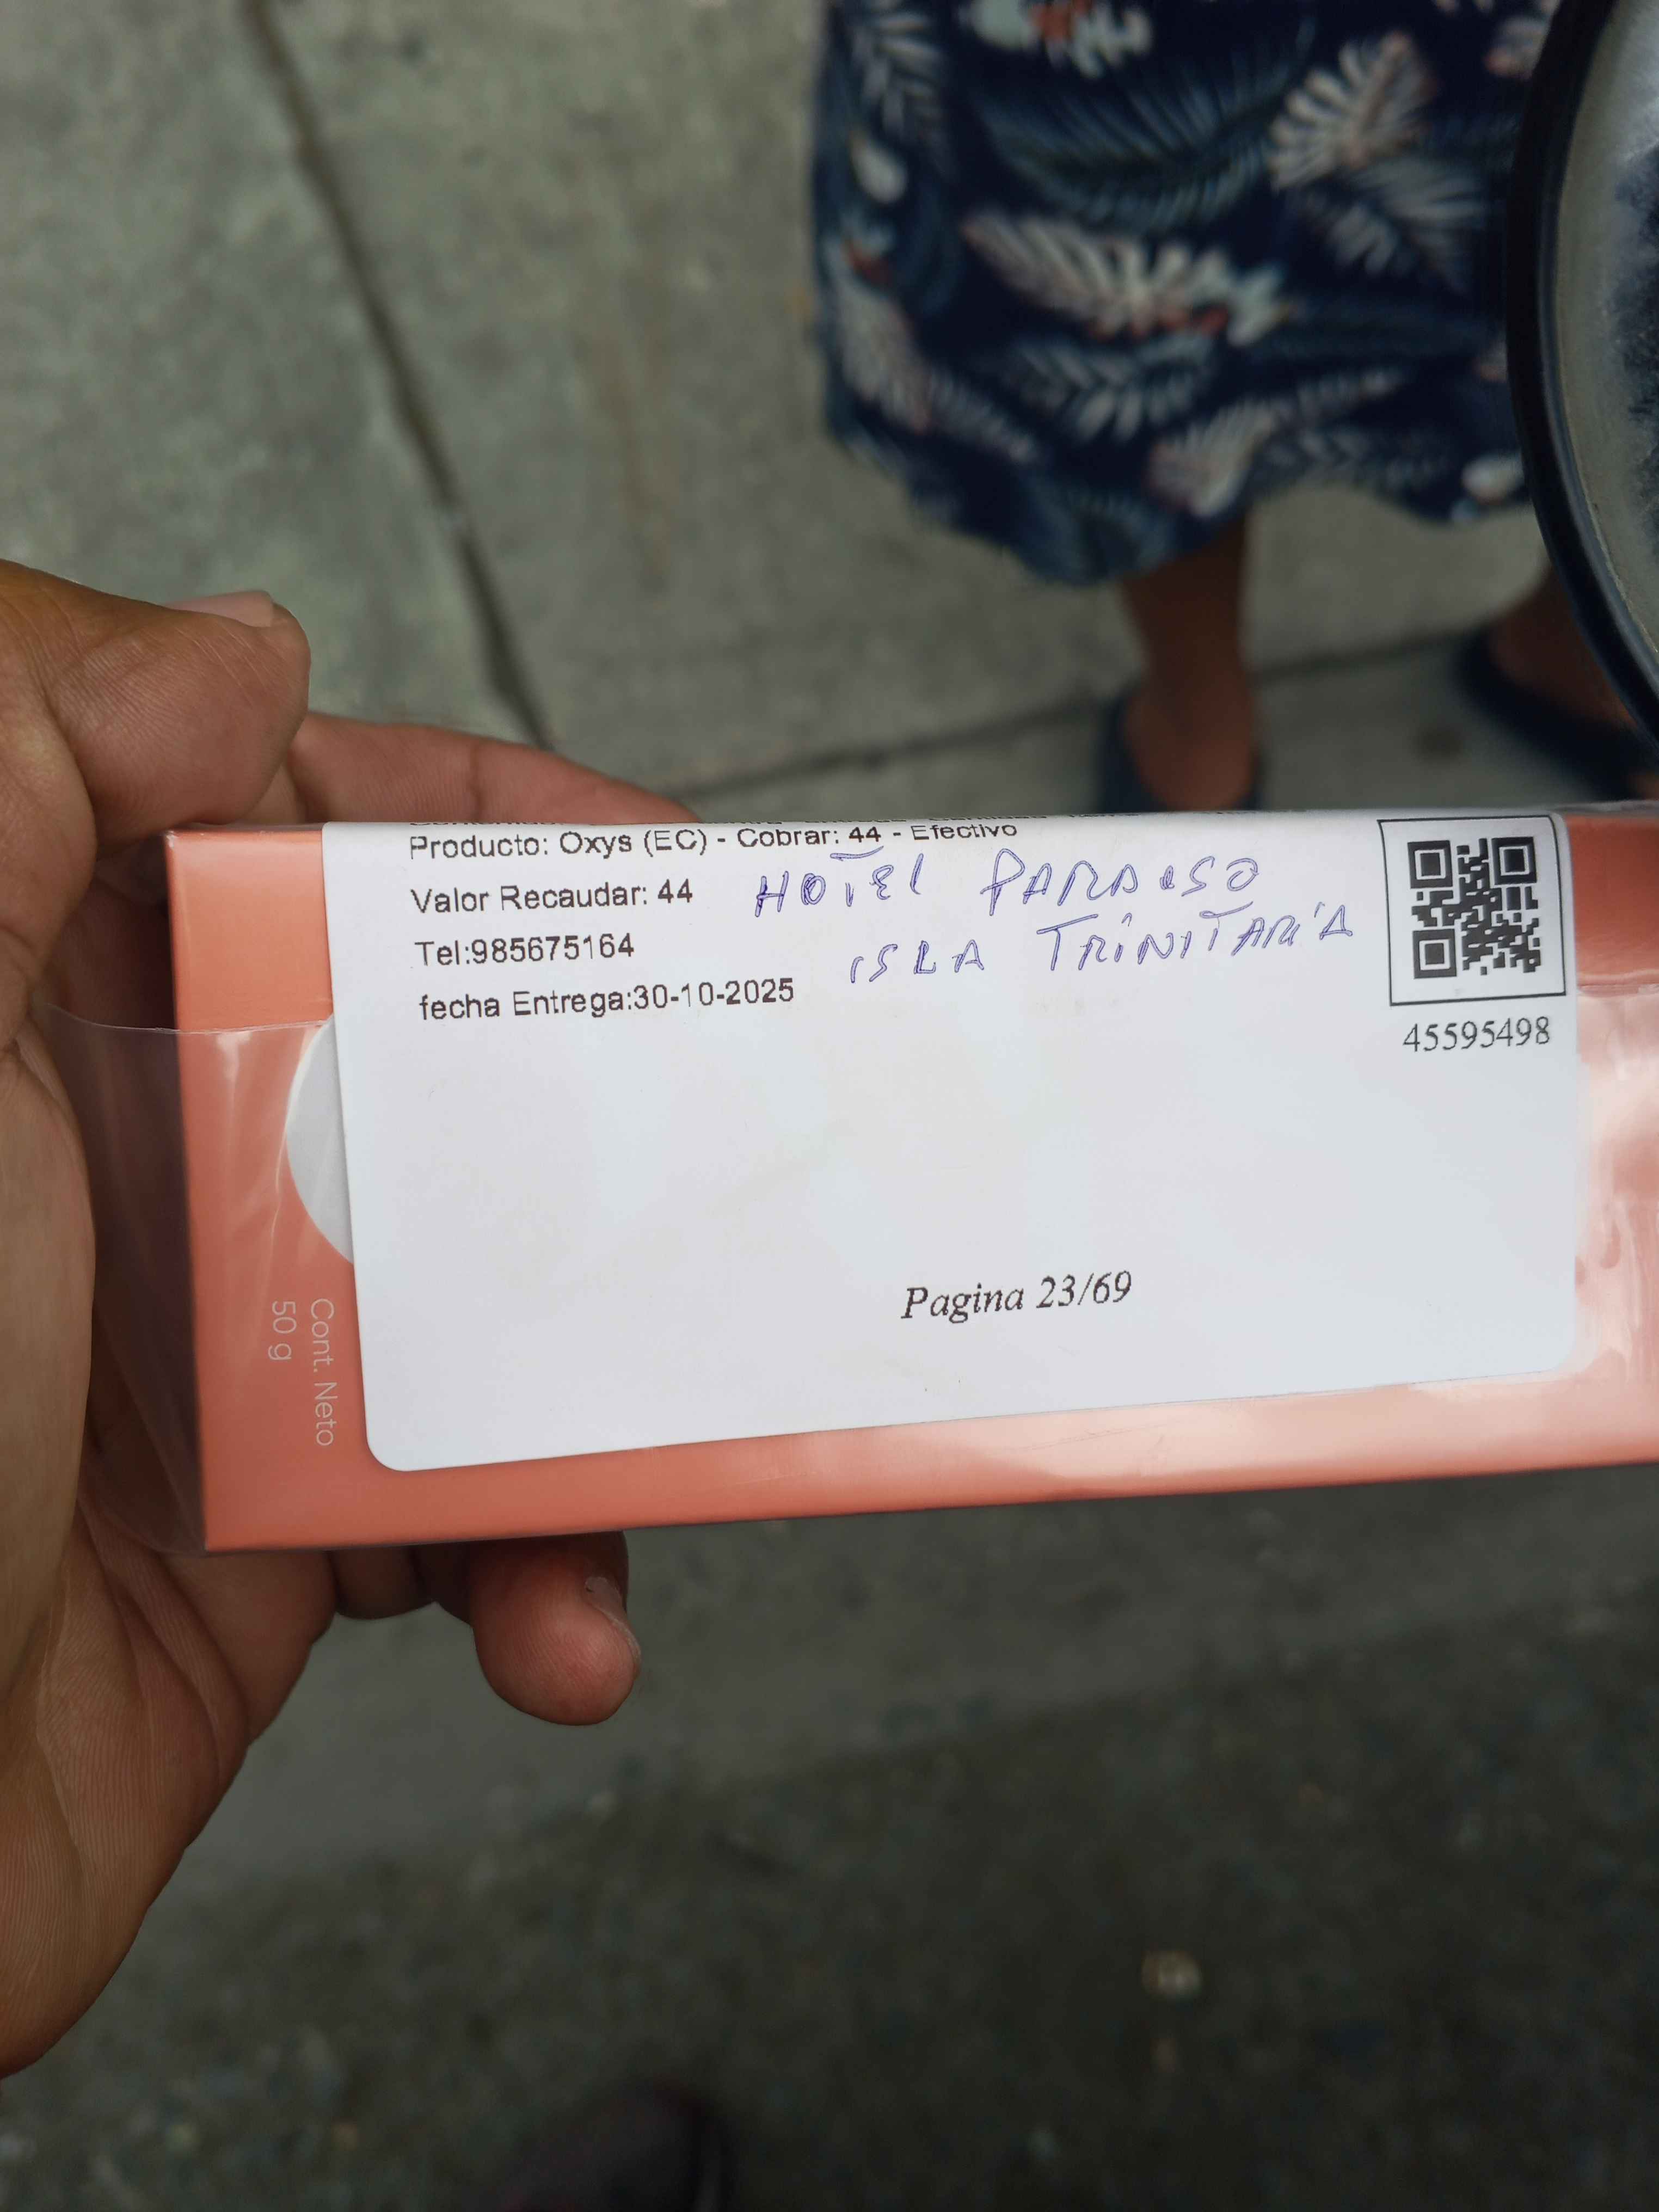 Producto: Oxys (EC) - Cobrar: 44 - Efectivo
Valor Recaudar: 44
HOTEL PARAISO
Tel:985675164
ISLA TRINITARIA
fecha Entrega:30-10-2025
45595498
Pagina 23/69
Cont. Neto
50 g